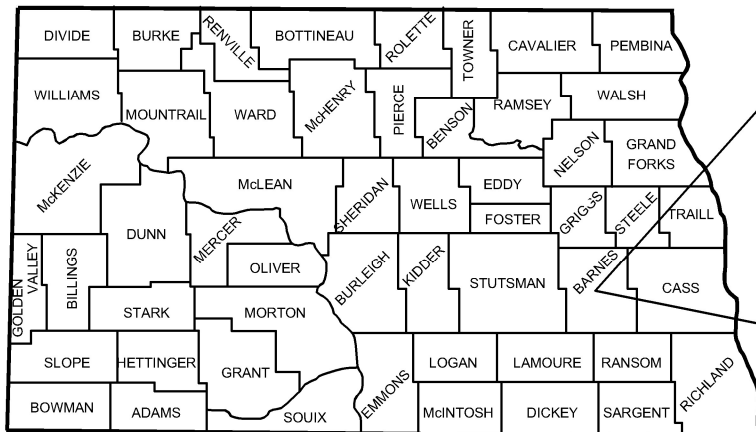 DIVIDE
BURKE
RENVILLE
BOTTINEAU
ROLETTE
TOWNER
CAVALIER
PEMBINA
WILLIAMS
MOUNTRAIL
WARD
McHENRY
PIERCE
BENSON
RAMSEY
WALSH
McKENZIE
McLEAN
SHERIDAN
WELLS
EDDY
FOSTER
NELSON
GRAND
FORKS
DUNN
MERCER
OLIVER
GRIGGS
STEELE
TRAILL
GOLDEN
VALLEY
BILLINGS
STARK
MORTON
BURLEIGH
KIDDER
STUTSMAN
BARNES
CASS
SLOPE
HETTINGER
GRANT
EMMONS
LOGAN
LAMOURE
RANSOM
RICHLAND
BOWMAN
ADAMS
SOUIX
McINTOSH
DICKEY
SARGENT